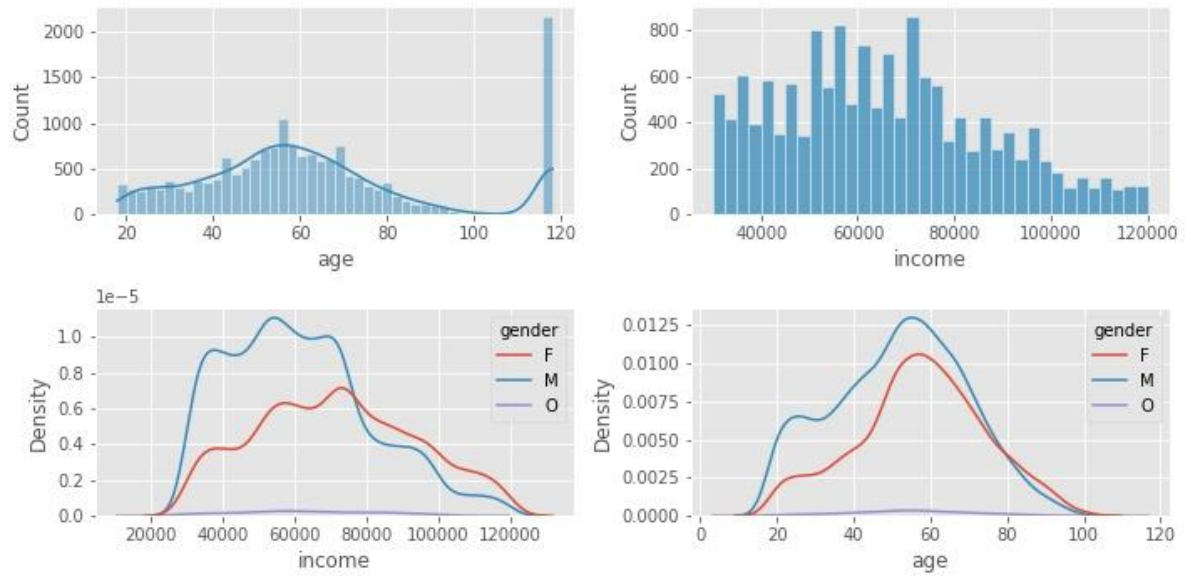 2000
1500
1000
500
0
Count
20 40 60 80 100 120
age
800
600
400
200
0
Count
40000 60000 80000 100000 120000
income
1e−5
1.0
0.8
0.6
0.4
0.2
0.0
Density
gender
F
M
O
20000 40000 60000 80000 100000 120000
income
0.0125
0.0100
0.0075
0.0050
0.0025
0.0000
Density
gender
F
M
O
0 20 40 60 80 100 120
age